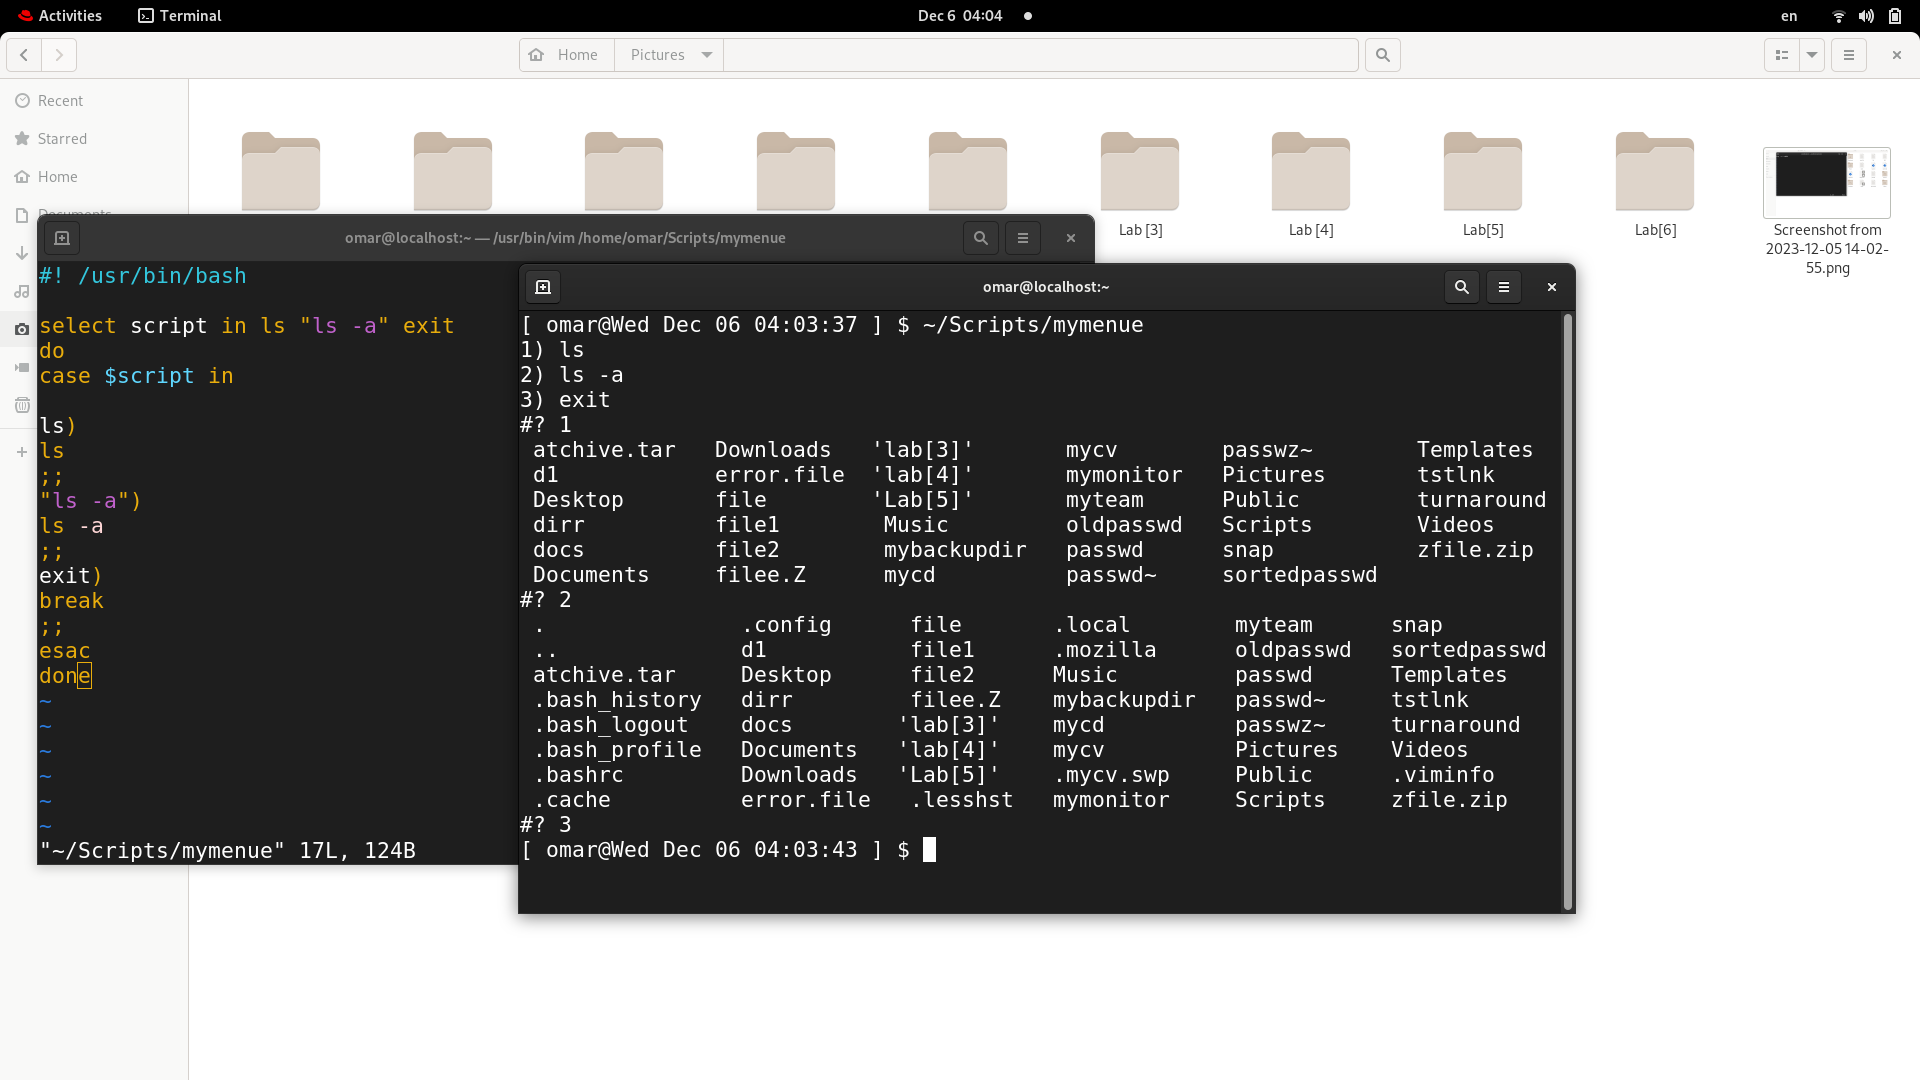 Activities
Terminal
Dec 6 04:04
en
Home
Pictures
Recent
Starred
Home
Documents
Lab [3]
Lab [4]
Lab[5]
Lab[6]
Screenshot from
2023-12-05 14-02-
55.png
omar@localhost:~ — /usr/bin/vim /home/omar/Scripts/mymenue
#! /usr/bin/bash
select script in ls "ls -a" exit
do
case $script in
ls)
ls
;;
"ls -a")
ls -a
;;
exit)
break
;;
esac
done
~
~
~
~
~
~
"~/Scripts/mymenue" 17L, 124B
omar@localhost:~
[ omar@Wed Dec 06 04:03:37 ] $ ~/Scripts/mymenue
1) ls
2) ls -a
3) exit
#? 1
atchive.tar Downloads 'lab[3]' mycv passwz~ Templates
d1 error.file 'lab[4]' mymonitor Pictures tstlnk
Desktop file 'Lab[5]' myteam Public turnaround
dirr file1 Music oldpasswd Scripts Videos
docs file2 mybackupdir passwd snap zfile.zip
Documents filee.Z mycd passwd~ sortedpasswd
#? 2
. .config file .local myteam snap
.. d1 file1 .mozilla oldpasswd sortedpasswd
atchive.tar Desktop file2 Music passwd Templates
.bash_history dirr filee.Z mybackupdir passwd~ tstlnk
.bash_logout docs 'lab[3]' mycd passwz~ turnaround
.bash_profile Documents 'lab[4]' mycv Pictures Videos
.bashrc Downloads 'Lab[5]' .mycv.swp Public .viminfo
.cache error.file .lesshst mymonitor Scripts zfile.zip
#? 3
[ omar@Wed Dec 06 04:03:43 ] $